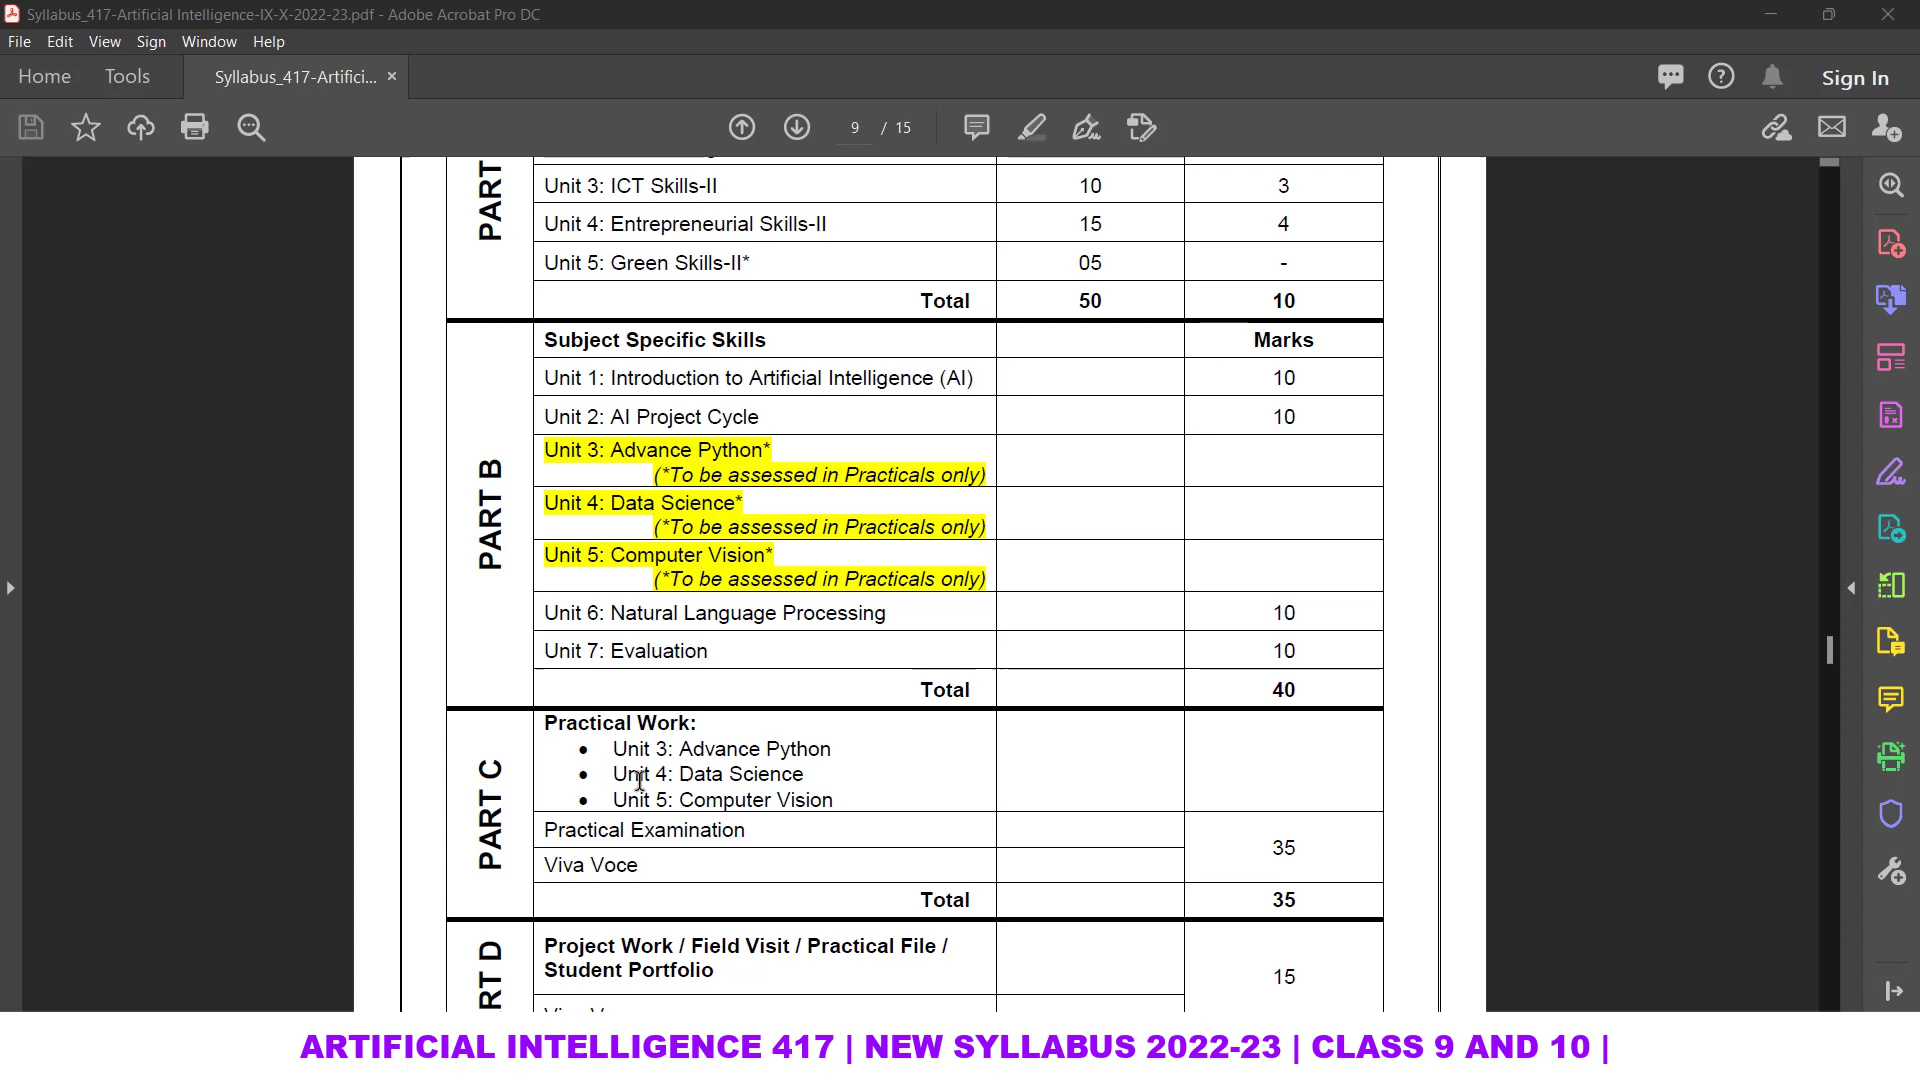 Syllabus_417-Artificial Intelligence-IX-X-2022-23.pdf - Adobe Acrobat Pro DC
File Edit View Sign Window Help
Home Tools Syllabus_417-Artifici... × Sign In
9 / 15
PART
Unit 3: ICT Skills-II 10 3
Unit 4: Entrepreneurial Skills-II 15 4
Unit 5: Green Skills-II* 05 -
Total 50 10
PART B
Subject Specific Skills Marks
Unit 1: Introduction to Artificial Intelligence (AI) 10
Unit 2: AI Project Cycle 10
Unit 3: Advance Python*
(*To be assessed in Practicals only)
Unit 4: Data Science*
(*To be assessed in Practicals only)
Unit 5: Computer Vision*
(*To be assessed in Practicals only)
Unit 6: Natural Language Processing 10
Unit 7: Evaluation 10
Total 40
PART C
Practical Work:
• Unit 3: Advance Python
• Unit 4: Data Science
• Unit 5: Computer Vision
Practical Examination
35
Viva Voce
Total 35
RT D
Project Work / Field Visit / Practical File /
Student Portfolio
15
ARTIFICIAL INTELLIGENCE 417 | NEW SYLLABUS 2022-23 | CLASS 9 AND 10 |